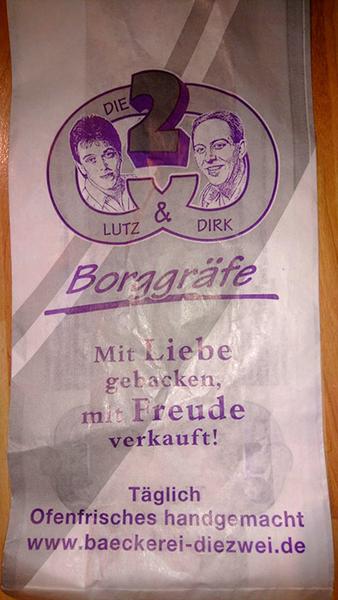 DIE 2
LUTZ & DIRK
Borggräfe
Mit Liebe
gebacken,
mit Freude
verkauft!
Täglich
Ofenfrisches handgemacht
www.baeckerei-diezwei.de